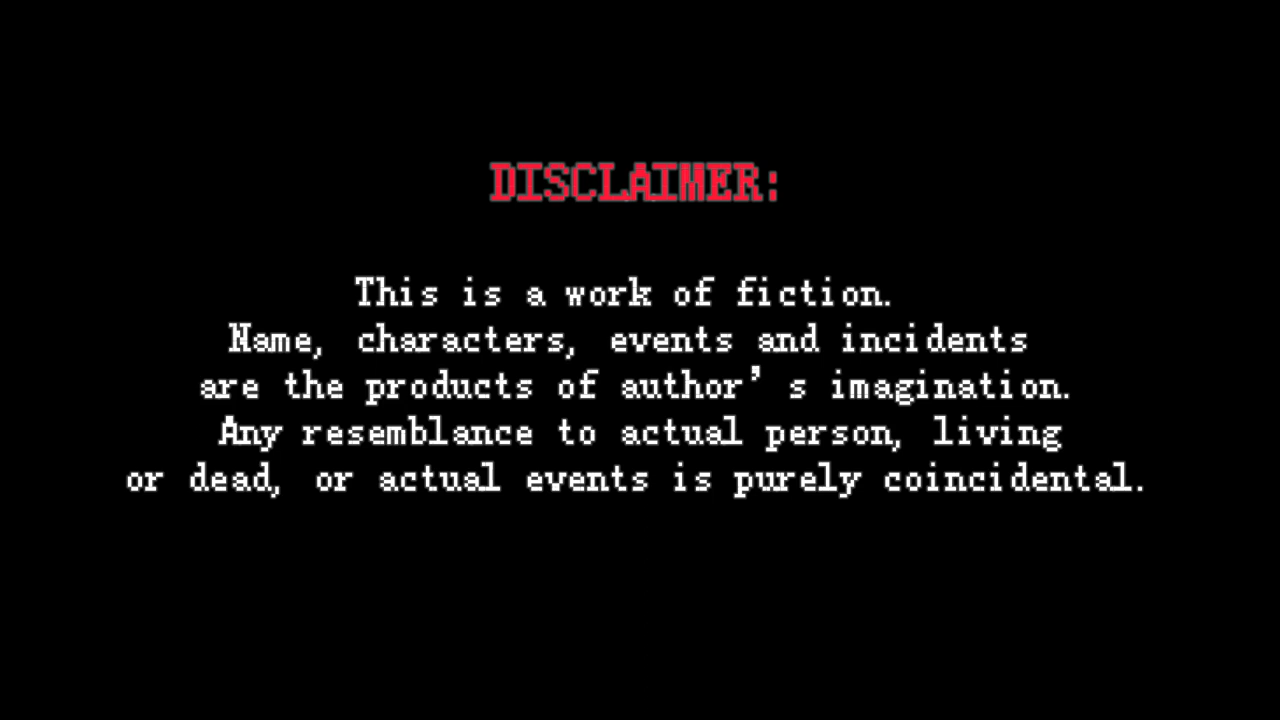 DISCLAIMER:
This is a work of fiction.
Name, characters, events and incidents
are the products of author's imagination.
Any resemblance to actual person, living
or dead, or actual events is purely coincidental.